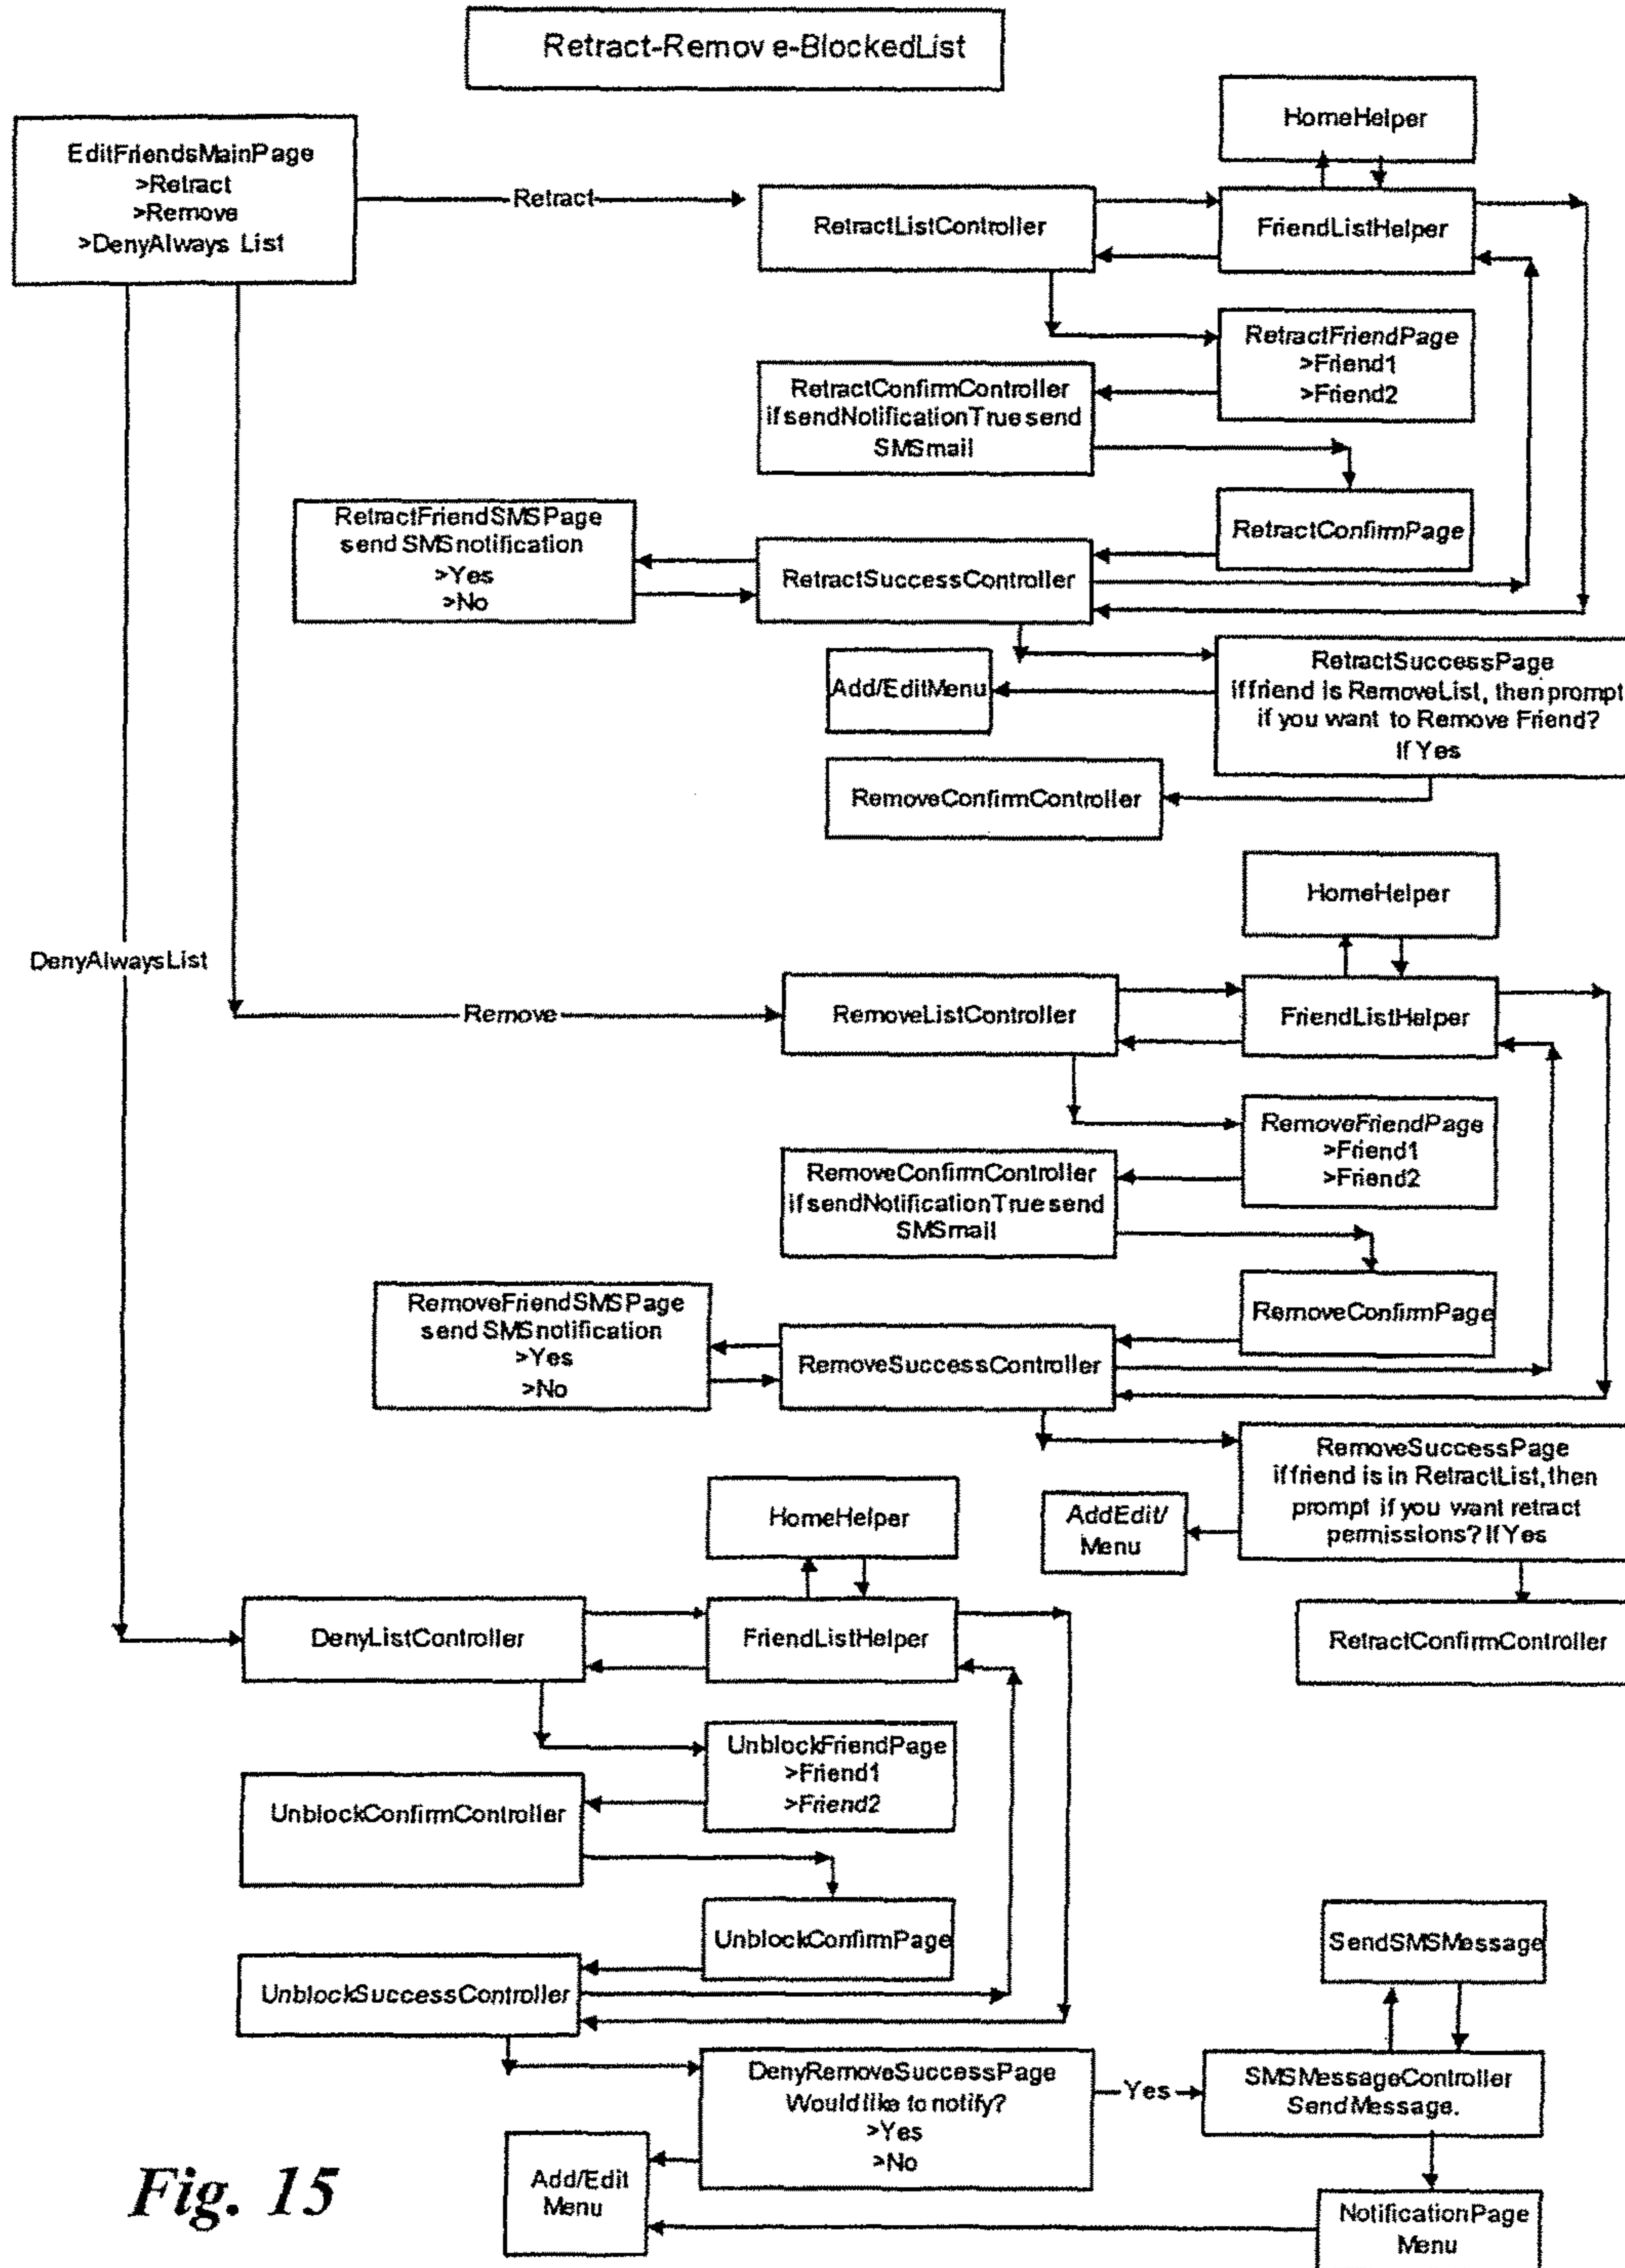 Retract-Remove-BlockedList
EditFriendsMainPage
>Retract
>Remove
>DenyAlways List
Retract
HomeHelper
RetractListController
FriendListHelper
RetractFriendPage
>Friend1
>Friend2
RetractConfirmController
if sendNotificationTrue send
SMSmail
RetractConfirmPage
RetractFriendSMSPage
send SMSnotification
>Yes
>No
RetractSuccessController
RetractSuccessPage
if friend is RemoveList, then prompt
if you want to Remove Friend?
If Yes
Add/EditMenu
RemoveConfirmController
HomeHelper
DenyAlwaysList
Remove
RemoveListController
FriendListHelper
RemoveFriendPage
>Friend1
>Friend2
RemoveConfirmController
if sendNotificationTrue send
SMSmail
RemoveConfirmPage
RemoveFriendSMSPage
send SMSnotification
>Yes
>No
RemoveSuccessController
RemoveSuccessPage
if friend is in RetractList, then
prompt if you want retract
permissions? If Yes
AddEdit/
Menu
RetractConfirmController
HomeHelper
DenyListController
FriendListHelper
UnblockFriendPage
>Friend1
>Friend2
UnblockConfirmController
UnblockConfirmPage
UnblockSuccessController
SendSMSMessage
DenyRemoveSuccessPage
Would like to notify?
>Yes
>No
Yes
SMSMessageController
SendMessage.
Add/Edit
Menu
NotificationPage
Menu
Fig. 15